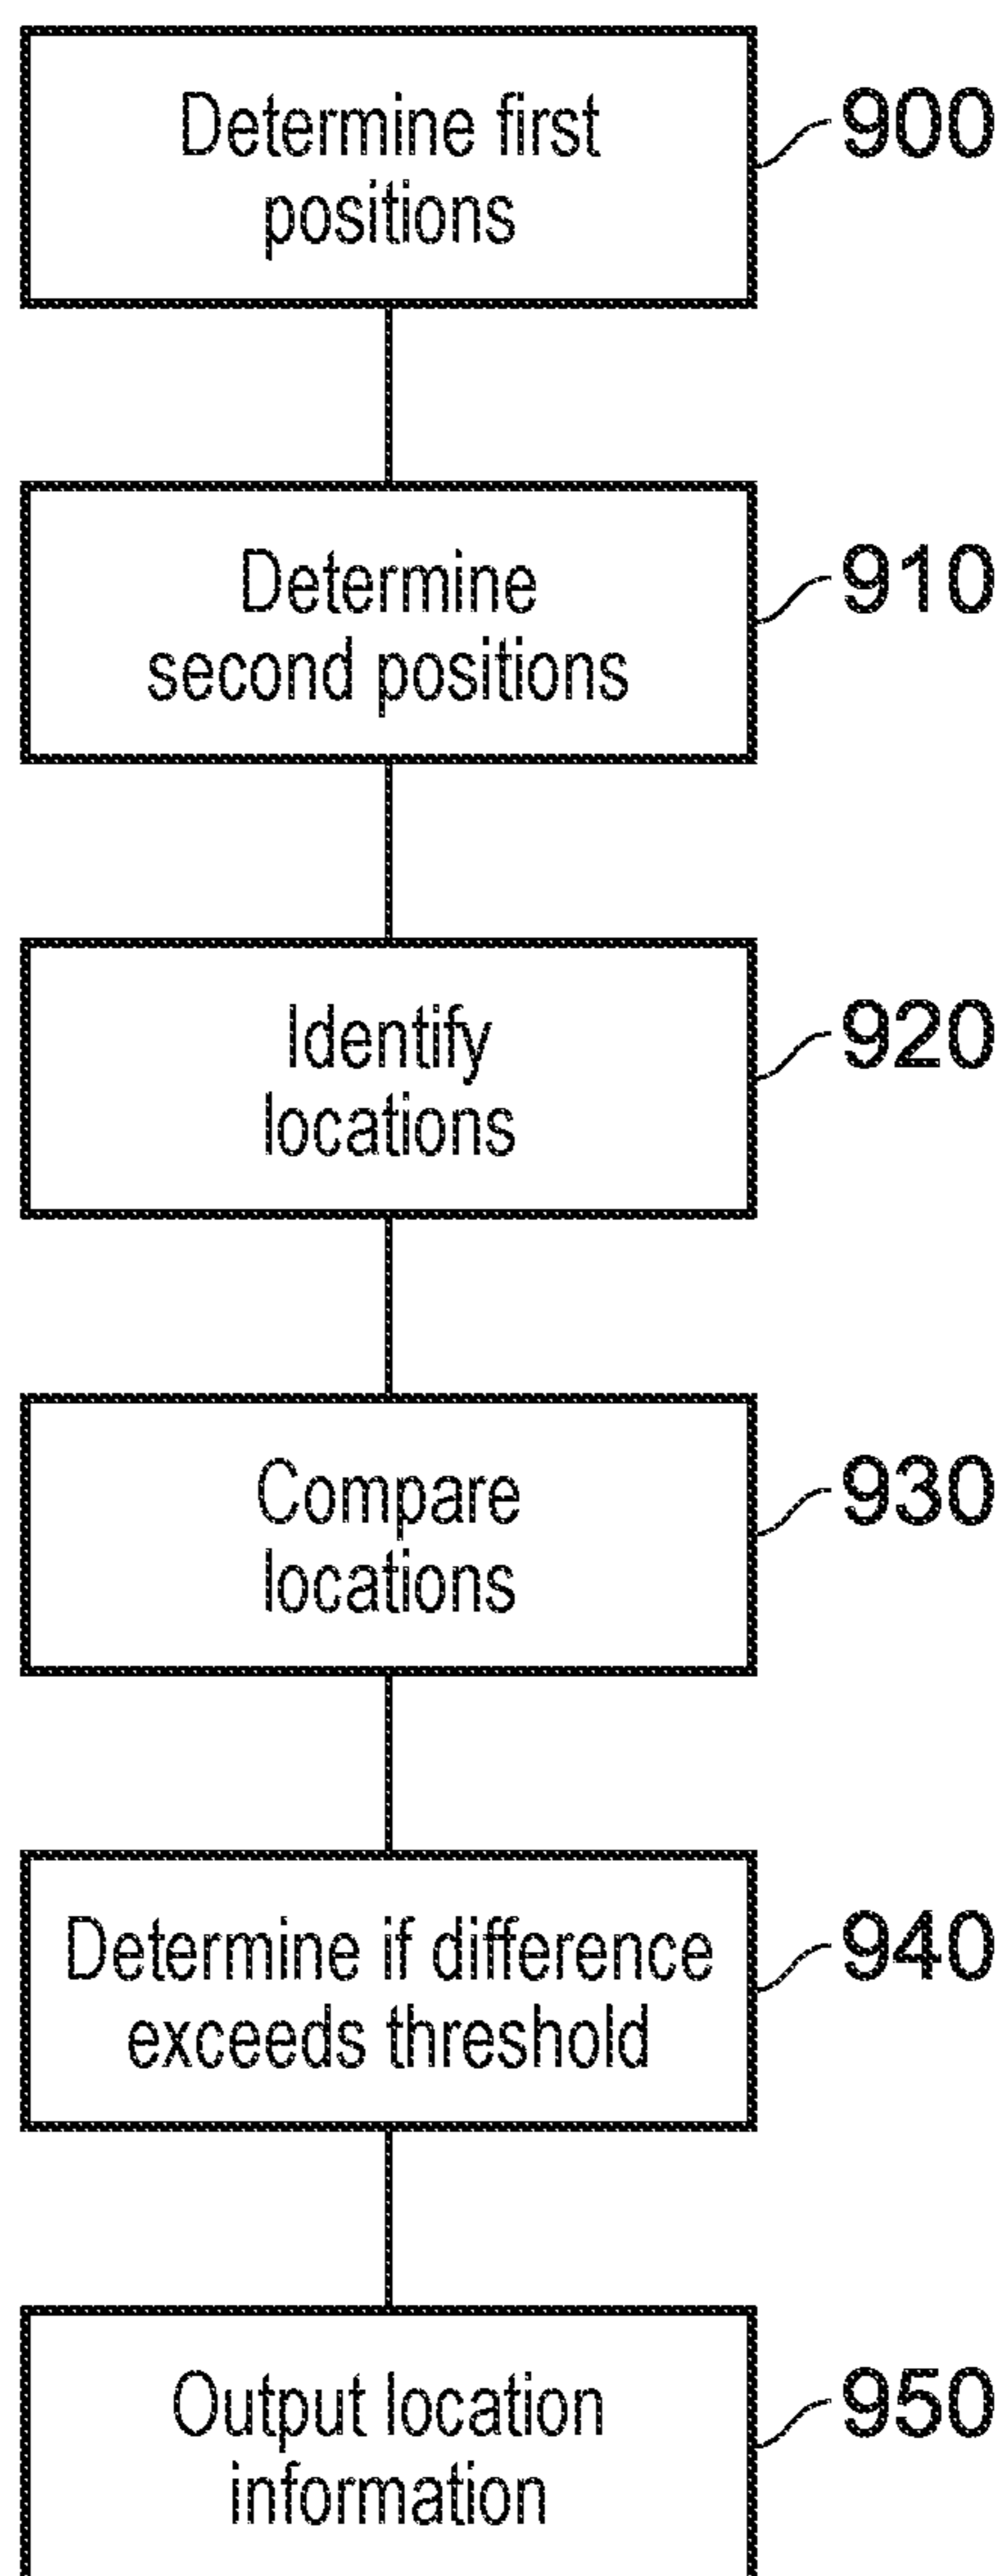 Determine first
positions
900
Determine
second positions
910
Identify
locations
920
Compare
locations
930
Determine if difference
exceeds threshold
940
Output location
information
950